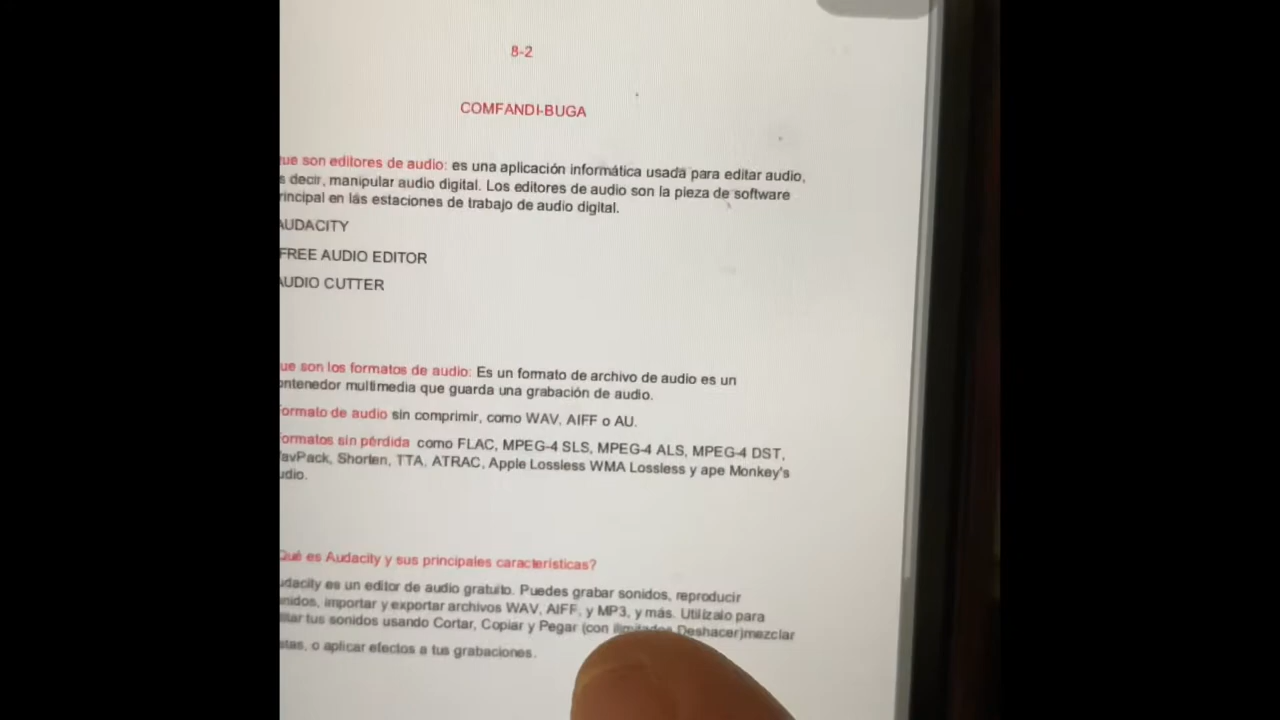 8-2
COMFANDI-BUGA
ue son editores de audio: es una aplicación informática usada para editar audio,
s decir, manipular audio digital. Los editores de audio son la pieza de software
rincipal en las estaciones de trabajo de audio digital.
AUDACITY
FREE AUDIO EDITOR
AUDIO CUTTER
ue son los formatos de audio: Es un formato de archivo de audio es un
ontenedor multimedia que guarda una grabación de audio.
Formato de audio sin comprimir, como WAV, AIFF o AU.
Formatos sin pérdida como FLAC, MPEG-4 SLS, MPEG-4 ALS, MPEG-4 DST,
WavPack, Shorten, TTA, ATRAC, Apple Lossless WMA Lossless y ape Monkey's
udio.
Qué es Audacity y sus principales características?
udacity es un editor de audio gratuito. Puedes grabar sonidos, reproducir
onidos, importar y exportar archivos WAV, AIFF, y MP3, y más. Utilízalo para
itar tus sonidos usando Cortar, Copiar y Pegar (con ilimitados Deshacer)mezclar
stas, o aplicar efectos a tus grabaciones.